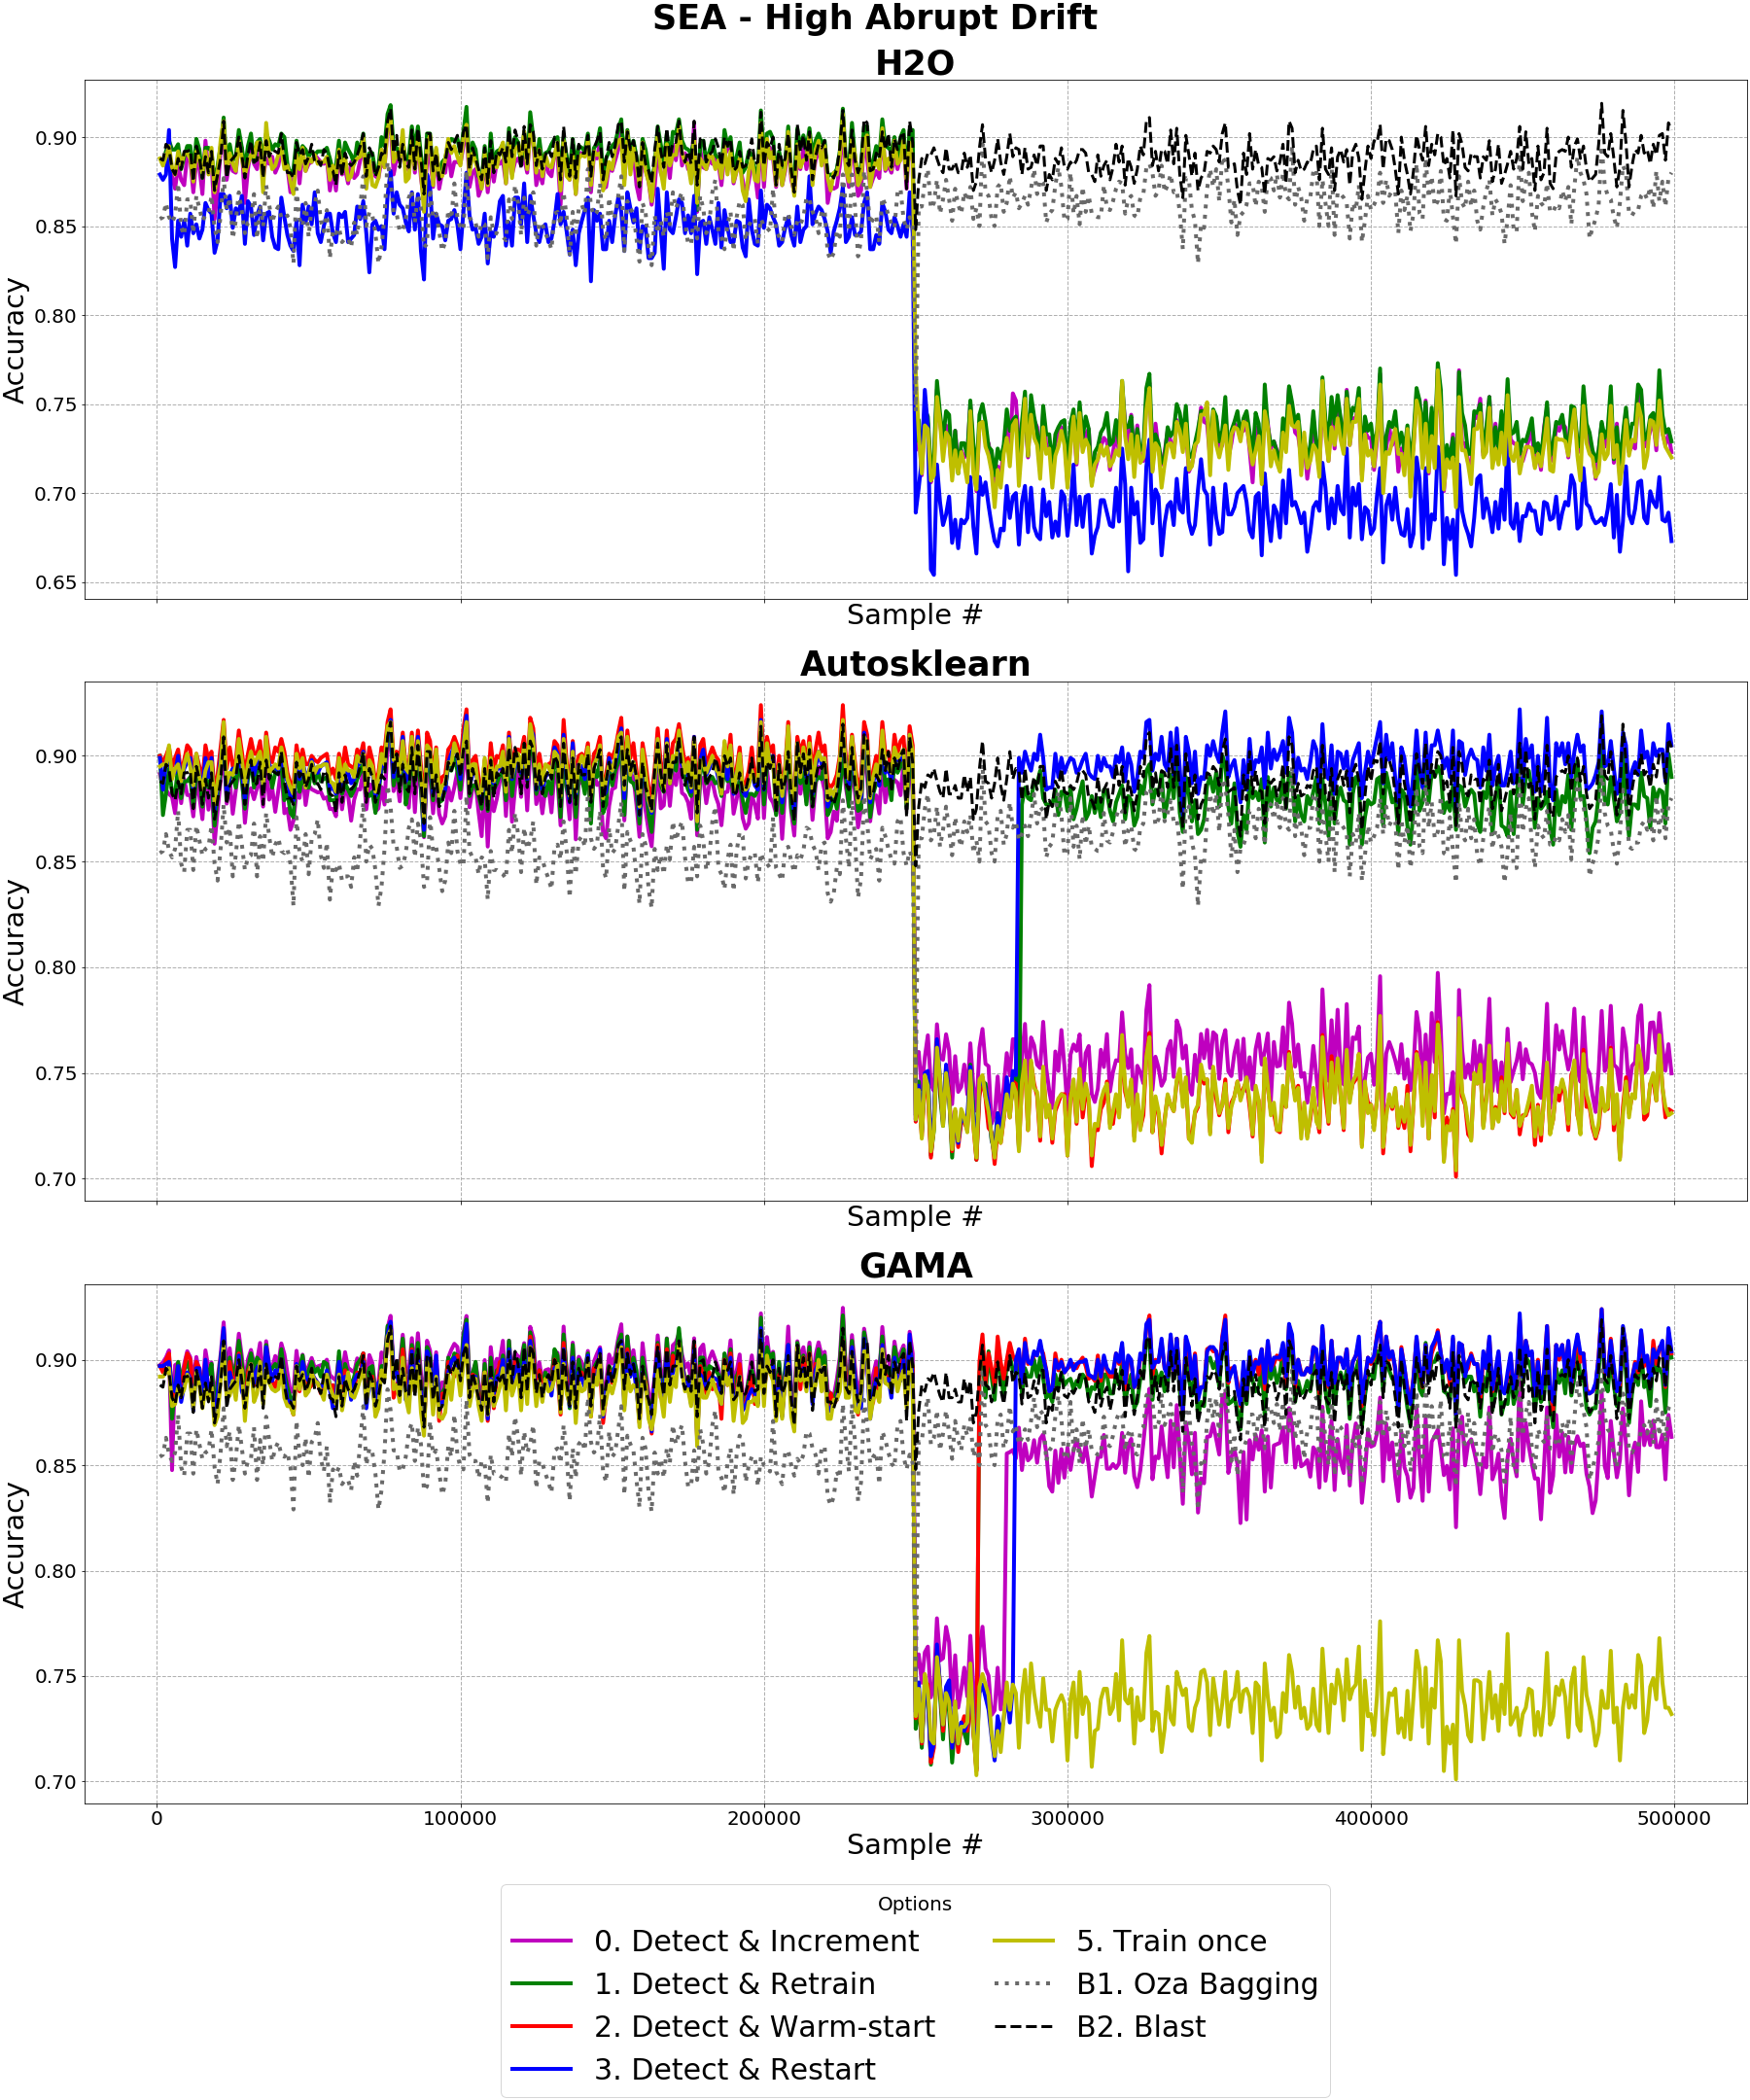 SEA - High Abrupt Drift
H2O
Accuracy
0.90
0.85
0.80
0.75
0.70
0.65
Sample #
Autosklearn
Accuracy
0.90
0.85
0.80
0.75
0.70
Sample #
GAMA
Accuracy
0.90
0.85
0.80
0.75
0.70
0 100000 200000 300000 400000 500000
Sample #
Options
0. Detect & Increment
1. Detect & Retrain
2. Detect & Warm-start
3. Detect & Restart
5. Train once
B1. Oza Bagging
B2. Blast